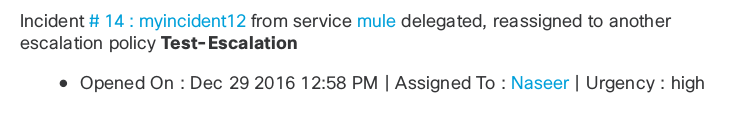 Incident # 14 : myincident12 from service mule delegated, reassigned to another
escalation policy Test-Escalation
• Opened On : Dec 29 2016 12:58 PM | Assigned To : Naseer | Urgency : high